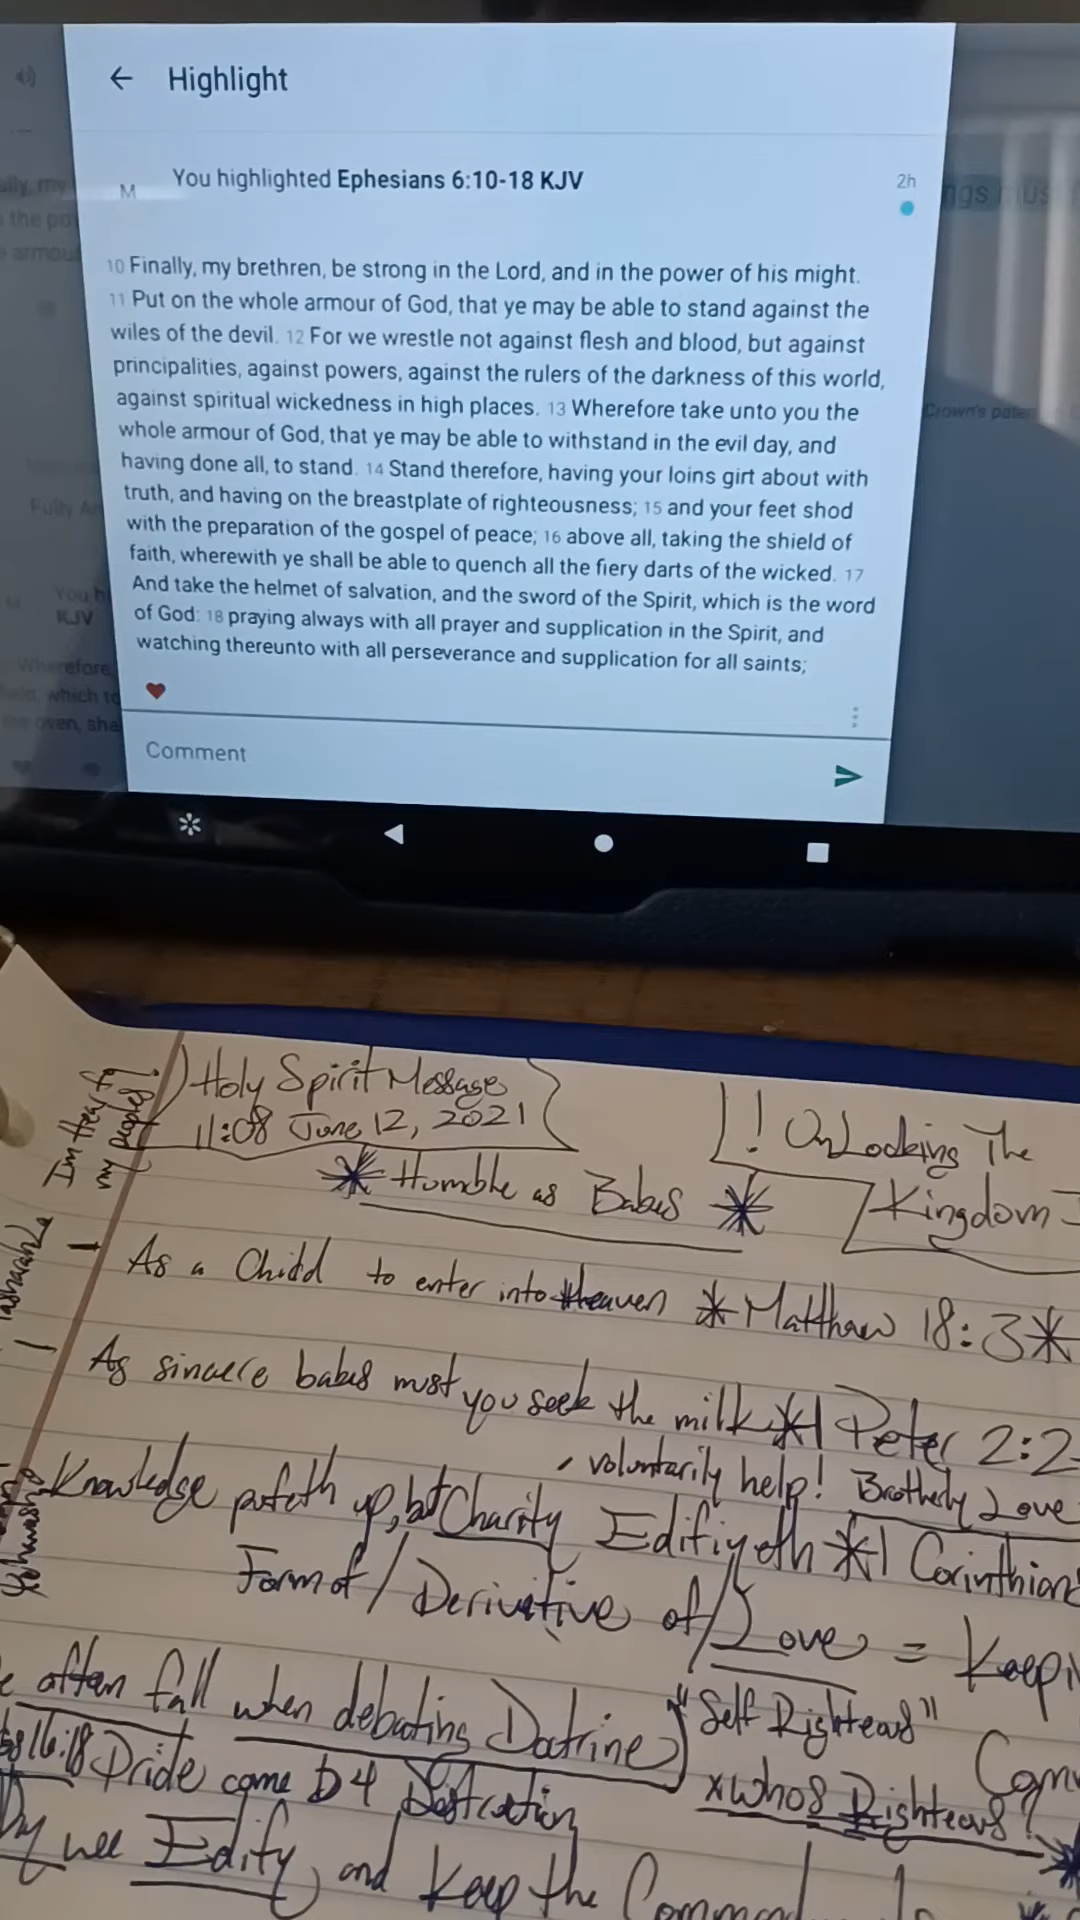 Highlight
M
You highlighted Ephesians 6:10-18 KJV
2h
10 Finally, my brethren, be strong in the Lord, and in the power of his might.
11 Put on the whole armour of God, that ye may be able to stand against the
wiles of the devil. 12 For we wrestle not against flesh and blood, but against
principalities, against powers, against the rulers of the darkness of this world,
against spiritual wickedness in high places. 13 Wherefore take unto you the
whole armour of God, that ye may be able to withstand in the evil day, and
having done all, to stand. 14 Stand therefore, having your loins girt about with
truth, and having on the breastplate of righteousness; 15 and your feet shod
with the preparation of the gospel of peace; 16 above all, taking the shield of
faith, wherewith ye shall be able to quench all the fiery darts of the wicked. 17
And take the helmet of salvation, and the sword of the Spirit, which is the word
of God: 18 praying always with all prayer and supplication in the Spirit, and
watching thereunto with all perseverance and supplication for all saints;
Comment
Crown's paten
KJV
Wherefore
Holy Spirit Message
11:08 June 12, 2021
! OnLocking The
Kingdom
* Humble as Babes *
As a Chidd to enter into heaven * Matthew 18:3 *
As sincere babes must you seek the milk * 1 Peter 2:2
voluntarily help! Brotherly Love
Knowledge pufeth up, but Charity Edifiyeth * 1 Corinthian
Form of / Derivitive of / Love = Keepi
often fall when debating Doctrine
"Self Righteous"
16:18 Pride come B4 Destruction
x Whos Righteous?
Edify, and Keep the Command